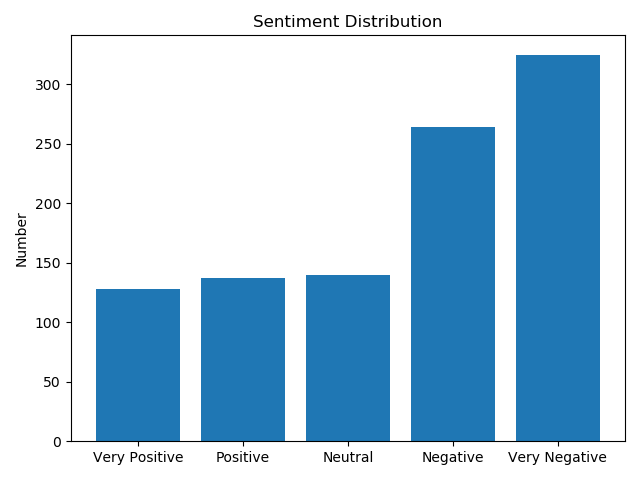 Sentiment Distribution
Number
300
250
200
150
100
50
0
Very Positive
Positive
Neutral
Negative
Very Negative